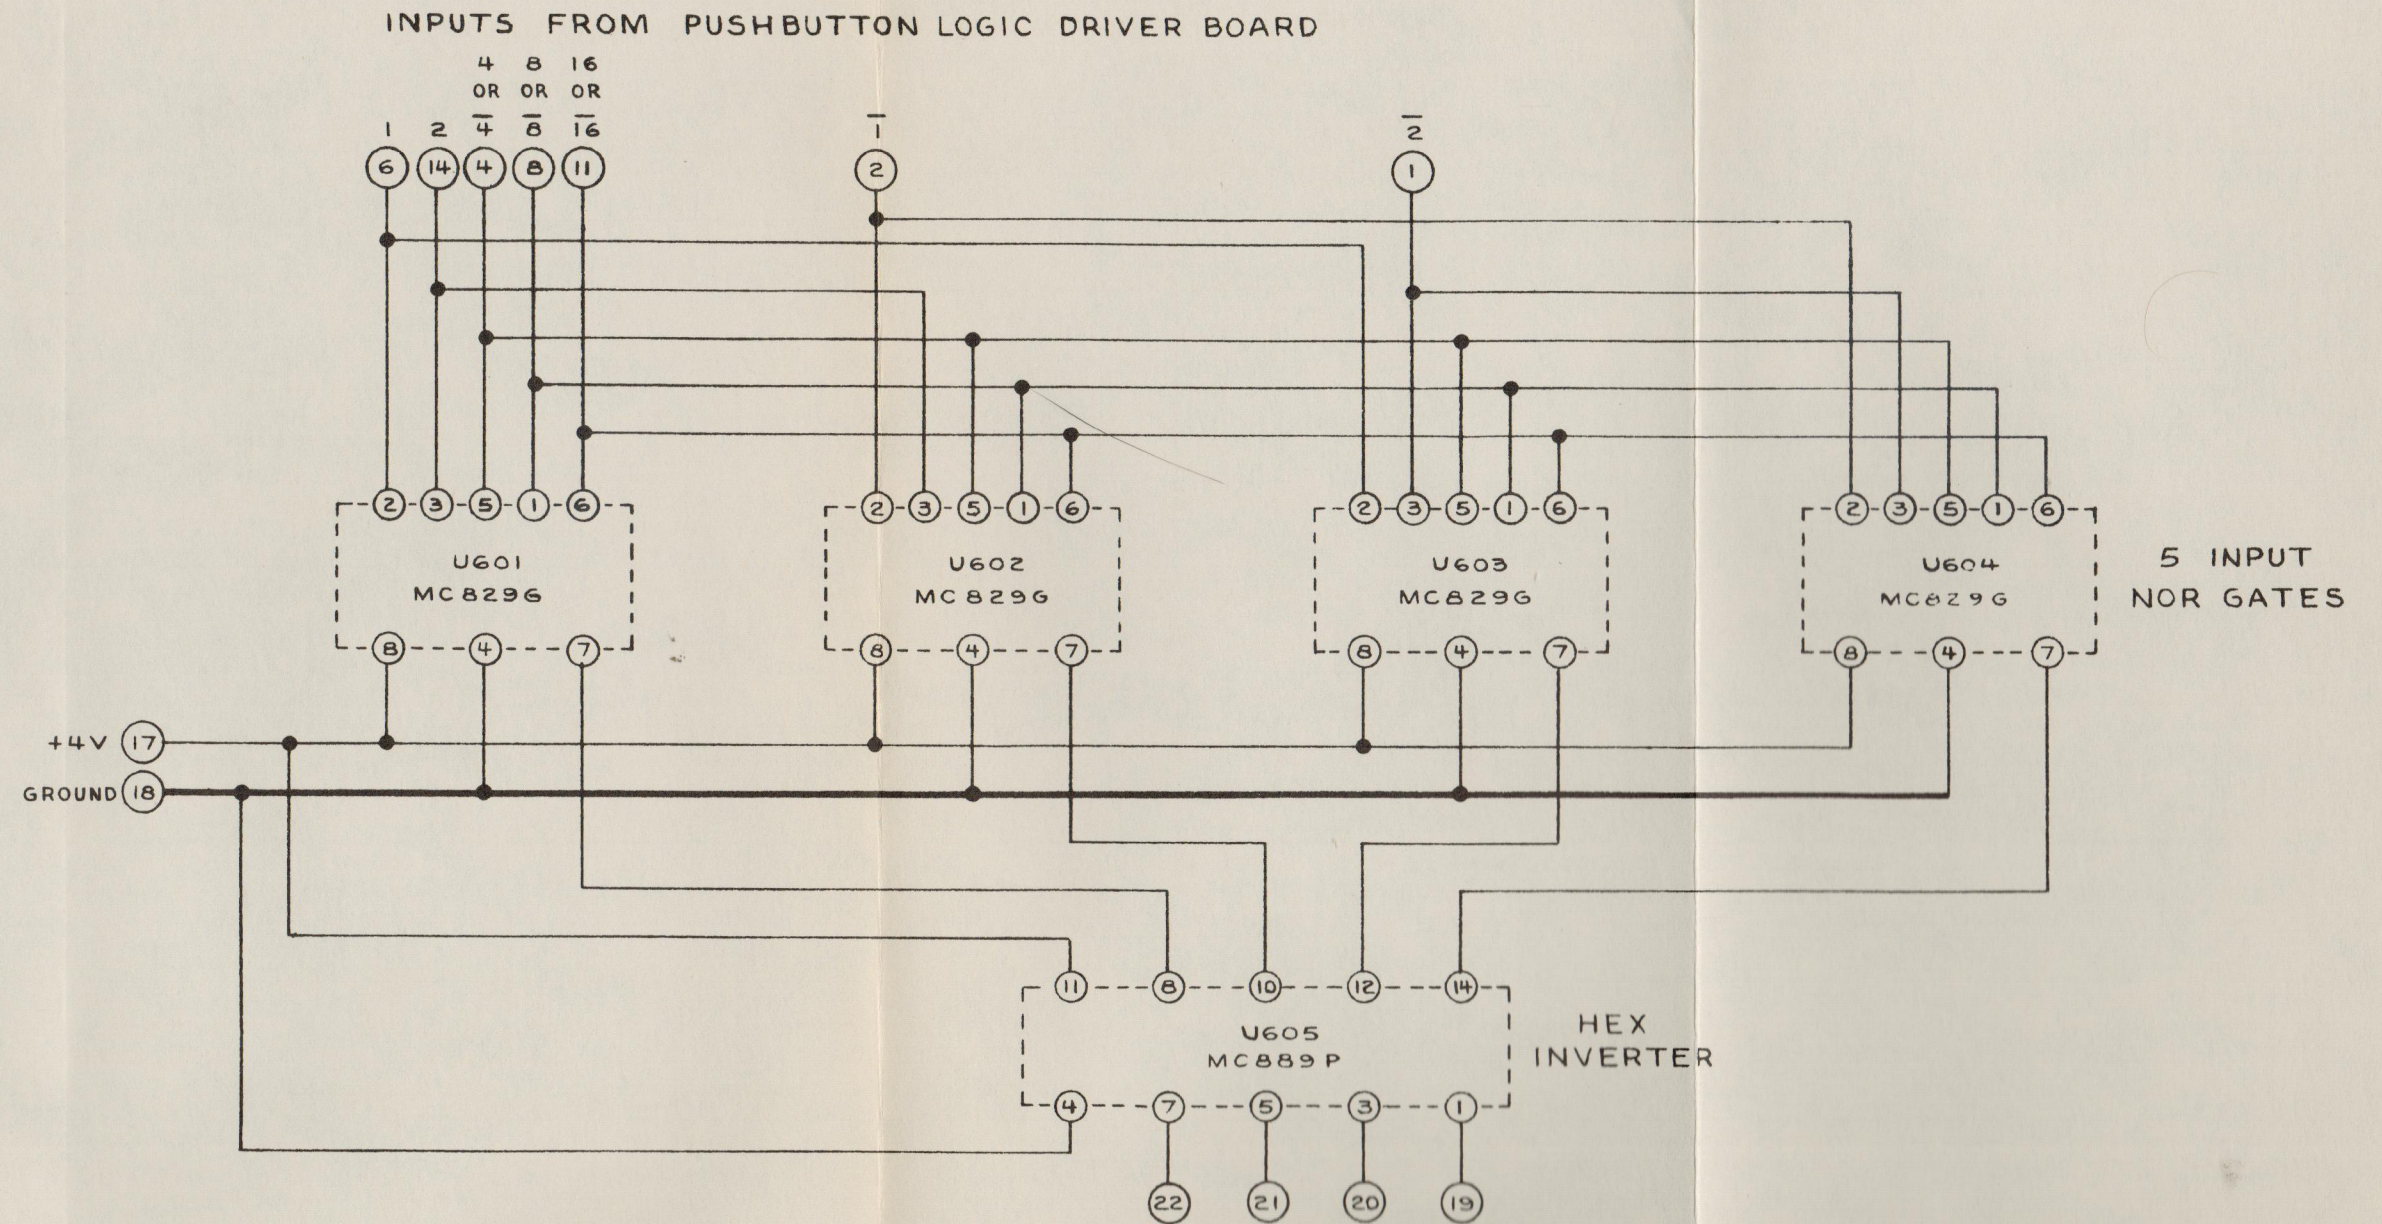 INPUTS FROM PUSHBUTTON LOGIC DRIVER BOARD
4 8 16
OR OR OR
1 2 4̅ 8̅ 1̅6̅ 1̅ 2̅
6 14 4 8 11 2 1
2 3 5 1 6 2 3 5 1 6 2 3 5 1 6 2 3 5 1 6
U601 U602 U603 U604
MC829G MC829G MC829G MC829G
5 INPUT
NOR GATES
8 4 7 8 4 7 8 4 7 8 4 7
+4V 17
GROUND 18
11 8 10 12 14
U605
MC889P
HEX
INVERTER
4 7 5 3 1
22 21 20 19